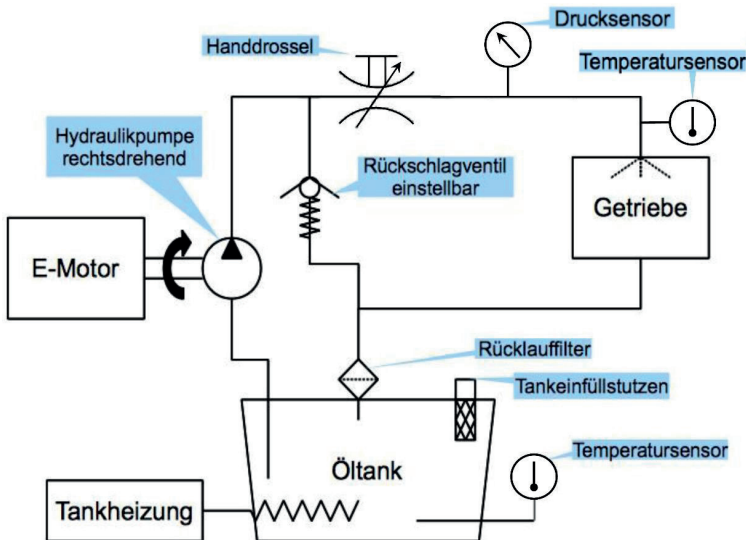 Drucksensor
Handdrossel
Temperatursensor
Hydraulikpumpe
rechtsdrehend
Rückschlagventil
einstellbar
Getriebe
E-Motor
Rücklauffilter
Tankeinfüllstutzen
Temperatursensor
Öltank
Tankheizung